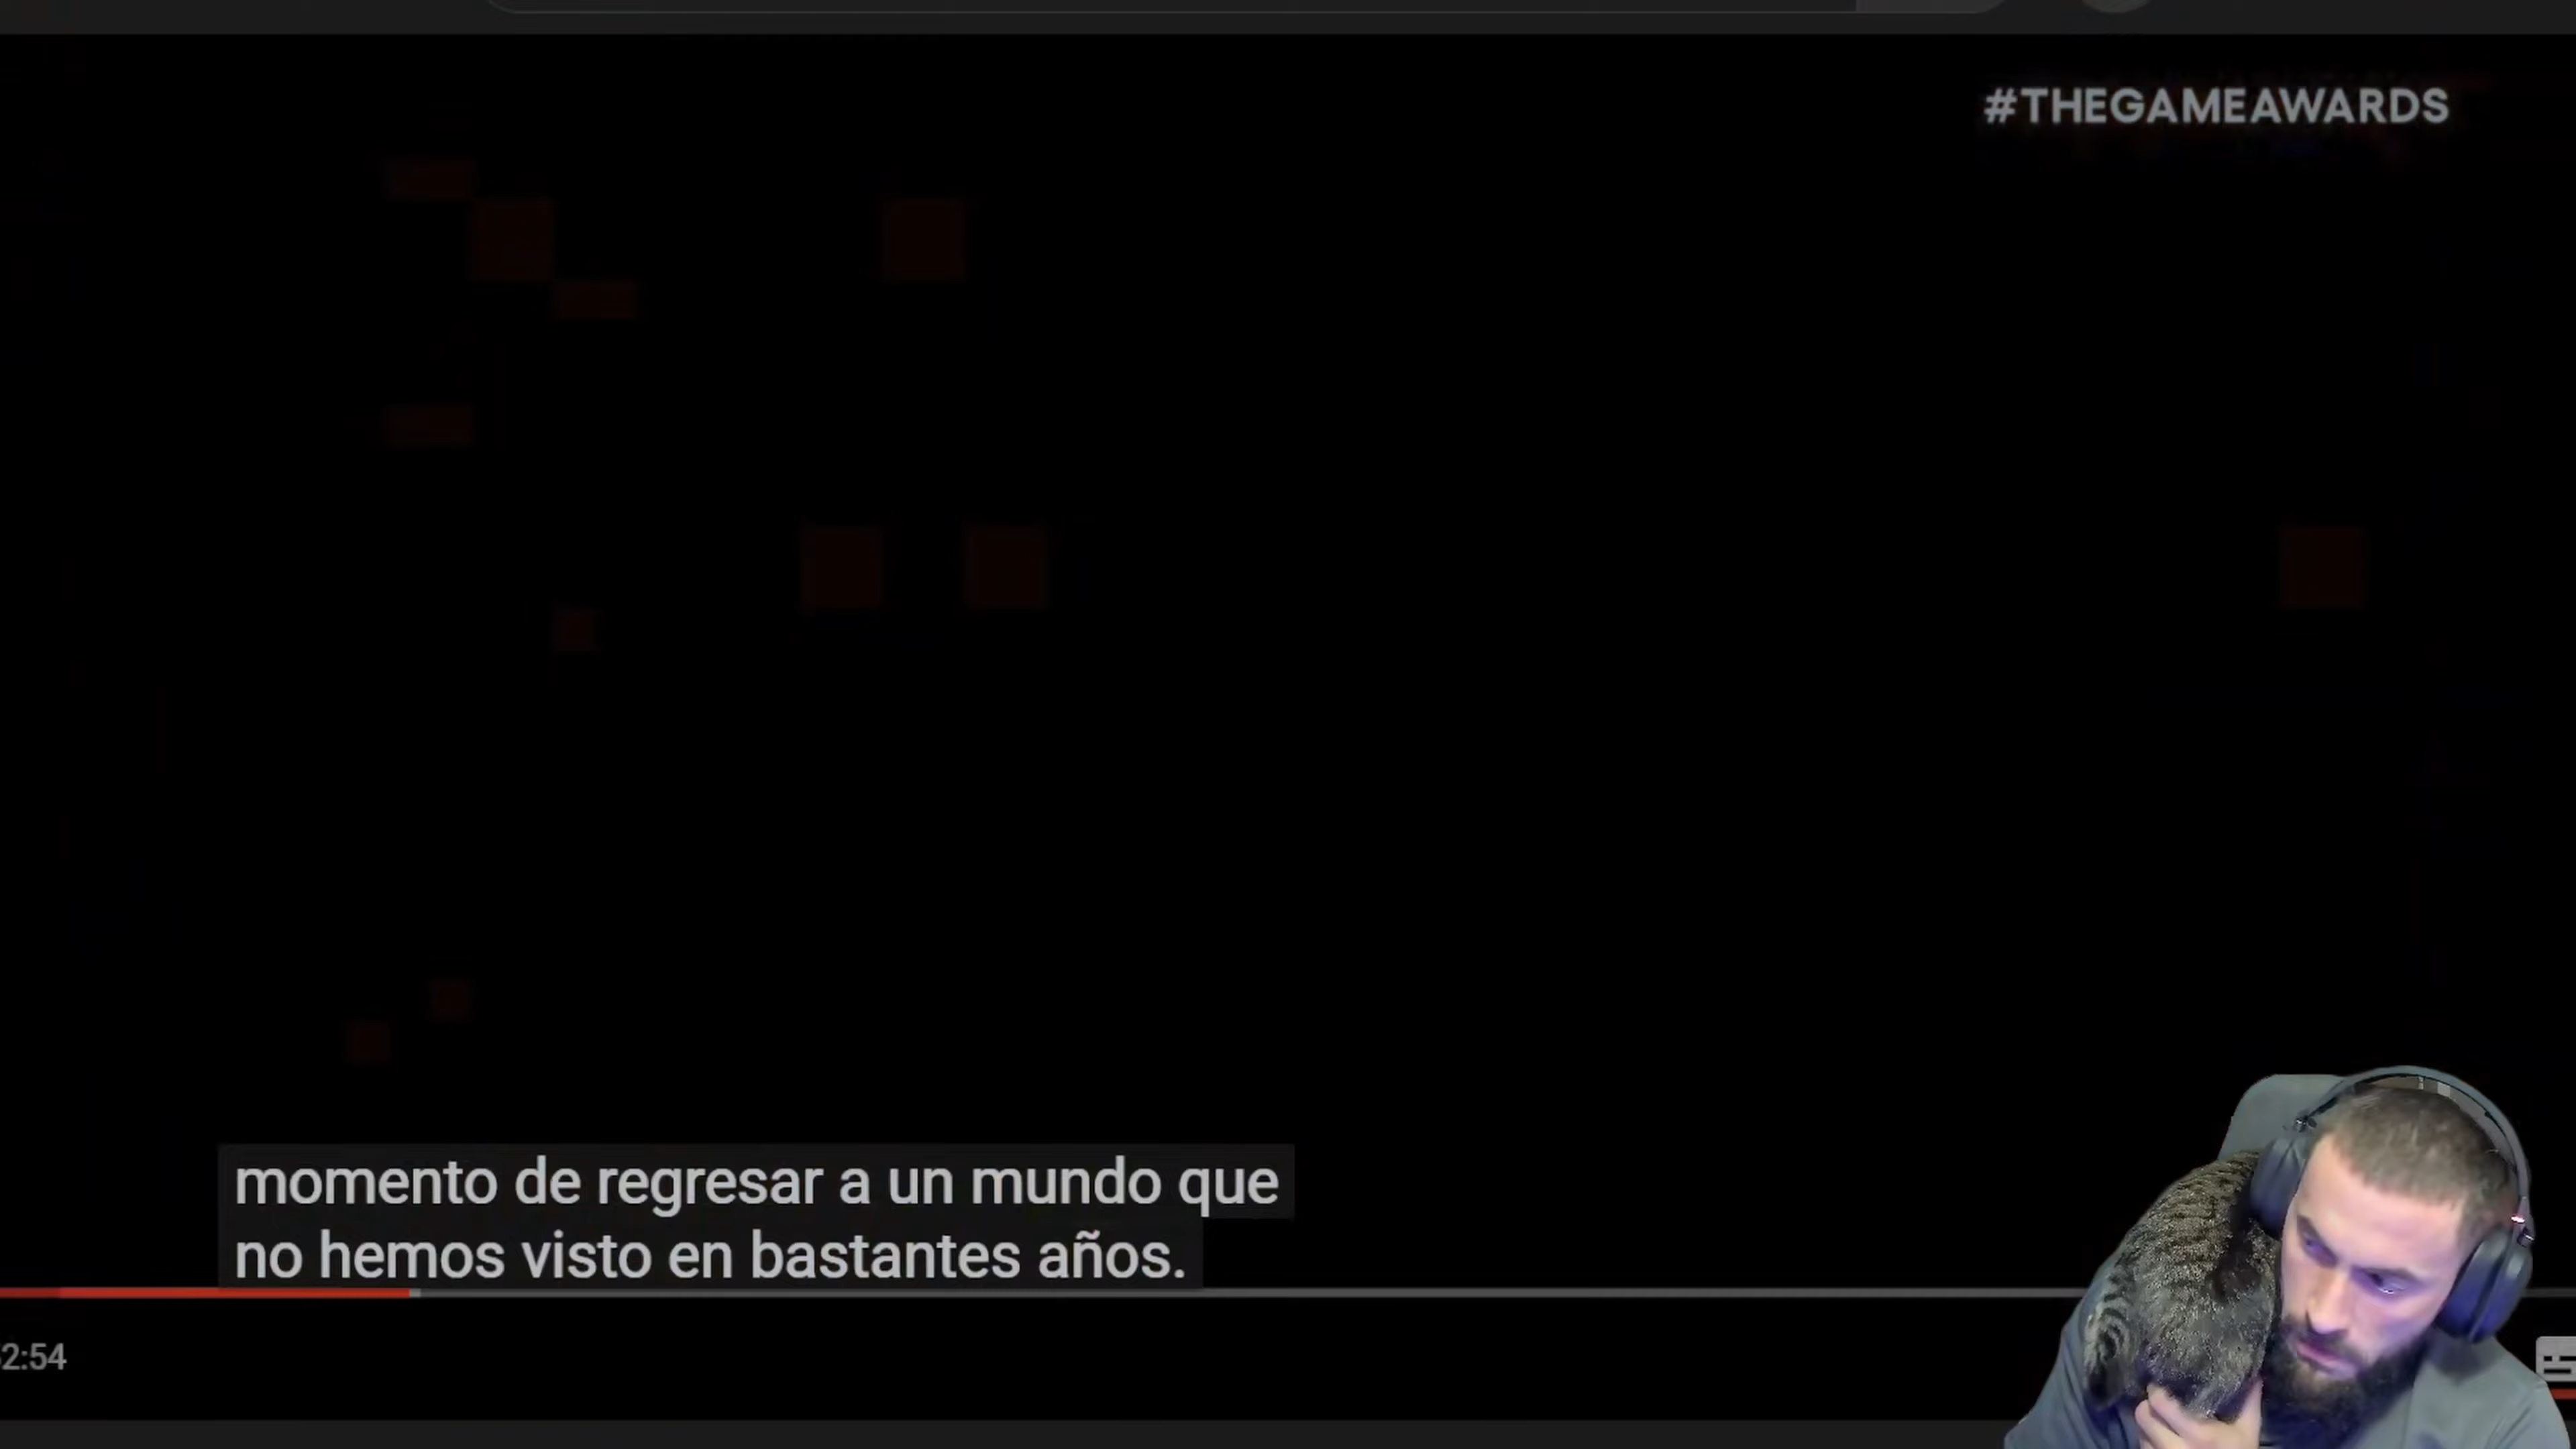 #THEGAMEAWARDS
momento de regresar a un mundo que
no hemos visto en bastantes años.
2:54